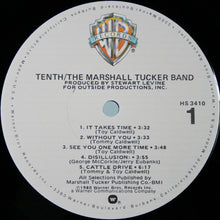 RECORDS
TENTH/THE MARSHALL TUCKER BAND
PRODUCED BY STEWART LEVINE
FOR OUTSIDE PRODUCTIONS, INC.
HS 3410
1
1. IT TAKES TIME • 3:32
(Toy Caldwell)
2. WITHOUT YOU • 3:33
(Tommy Caldwell)
3. SEE YOU ONE MORE TIME • 3:48
(Toy Caldwell)
4. DISILLUSION • 3:55
(George McCorkle/Jerry Eubanks)
5. CATTLE DRIVE • 6:17
(Tommy & Toy Caldwell)
All Selections Published by
Marshall Tucker Publishing Co.-(BMI)